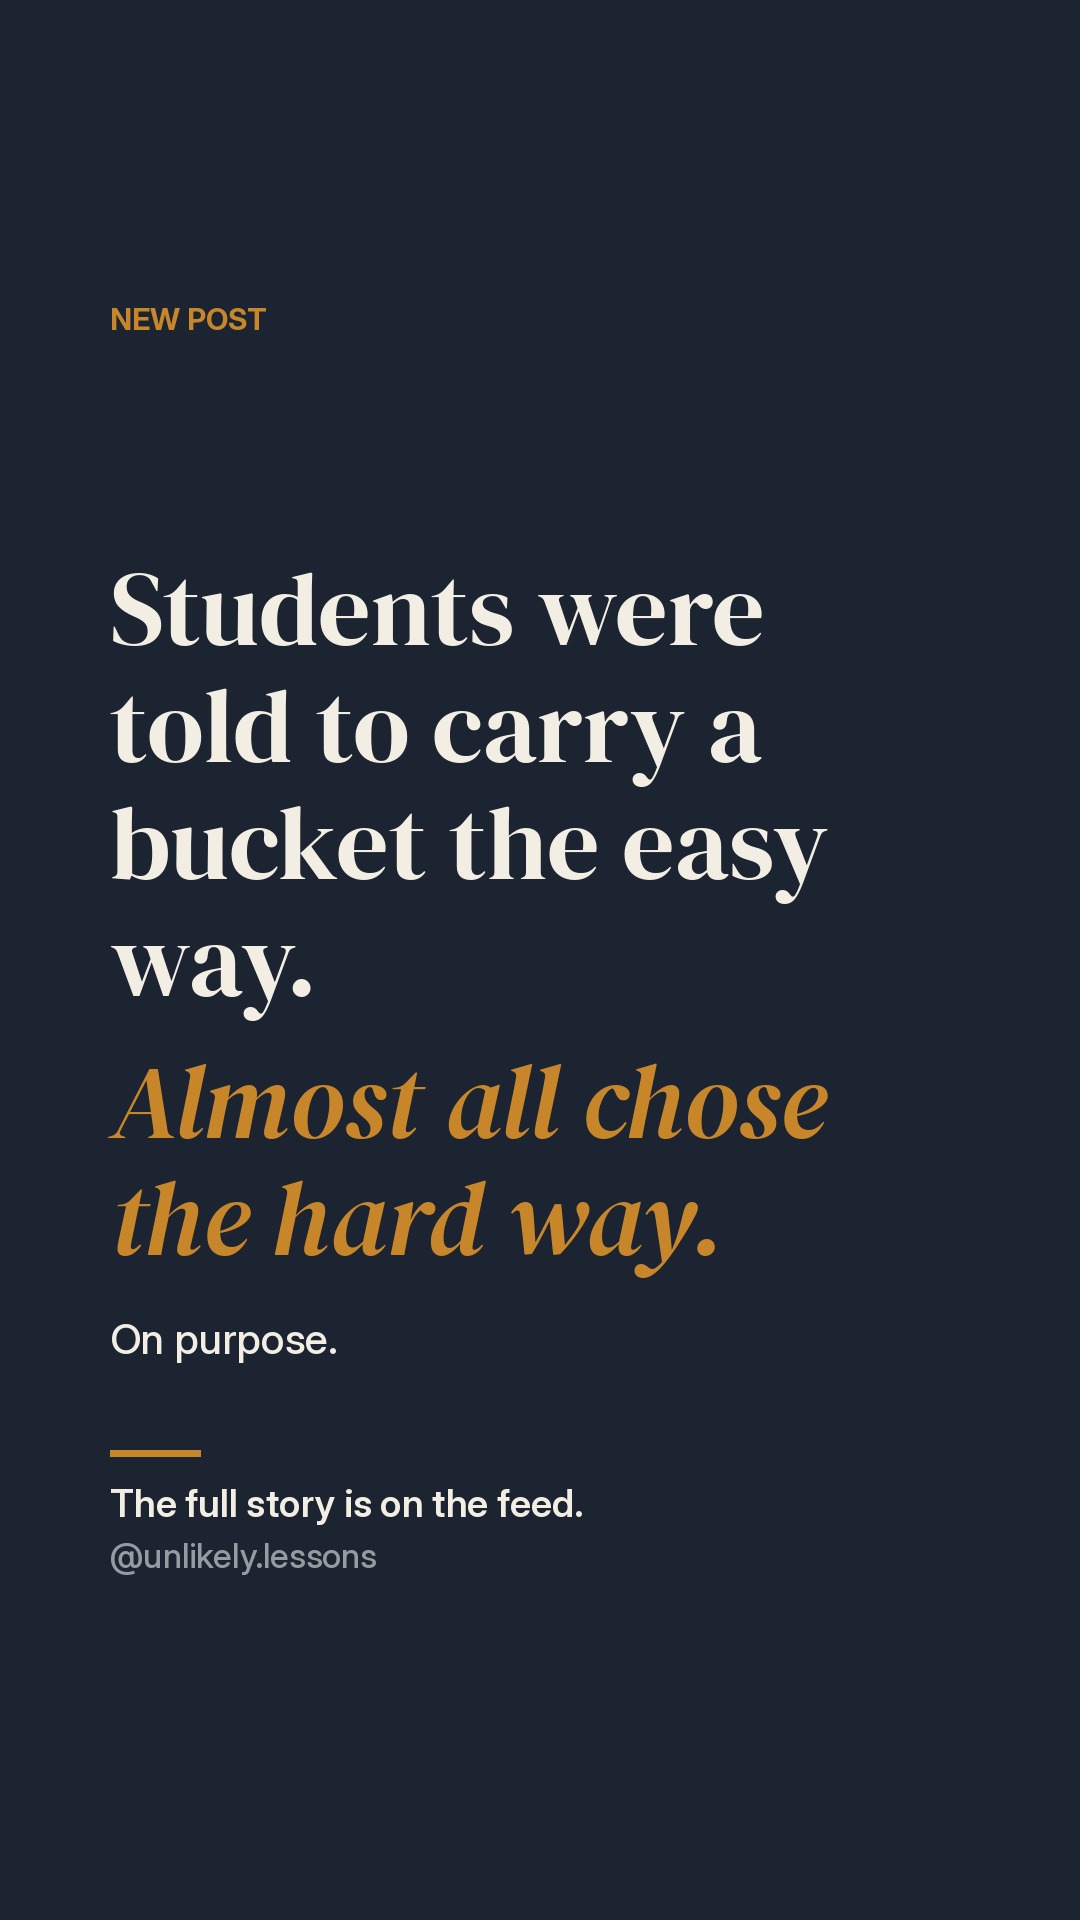 NEW POST
Students were
told to carry a
bucket the easy
way.
Almost all chose
the hard way.
On purpose.
The full story is on the feed.
@unlikely.lessons